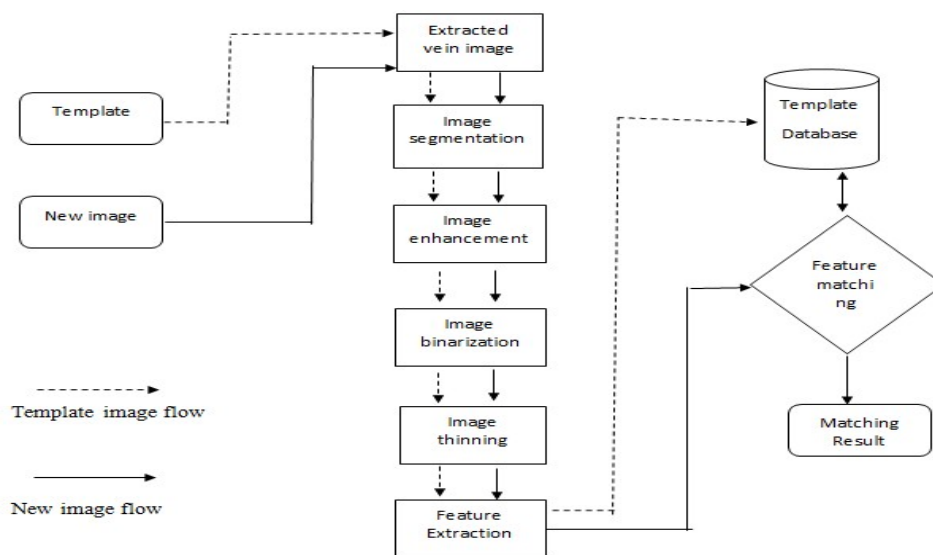 Extracted
vein image
Template
New image
Image
segmentation
Image
enhancement
Image
binarization
Image
thinning
Feature
Extraction
Template
Database
Feature
matchi
ng
Matching
Result
Template image flow
New image flow